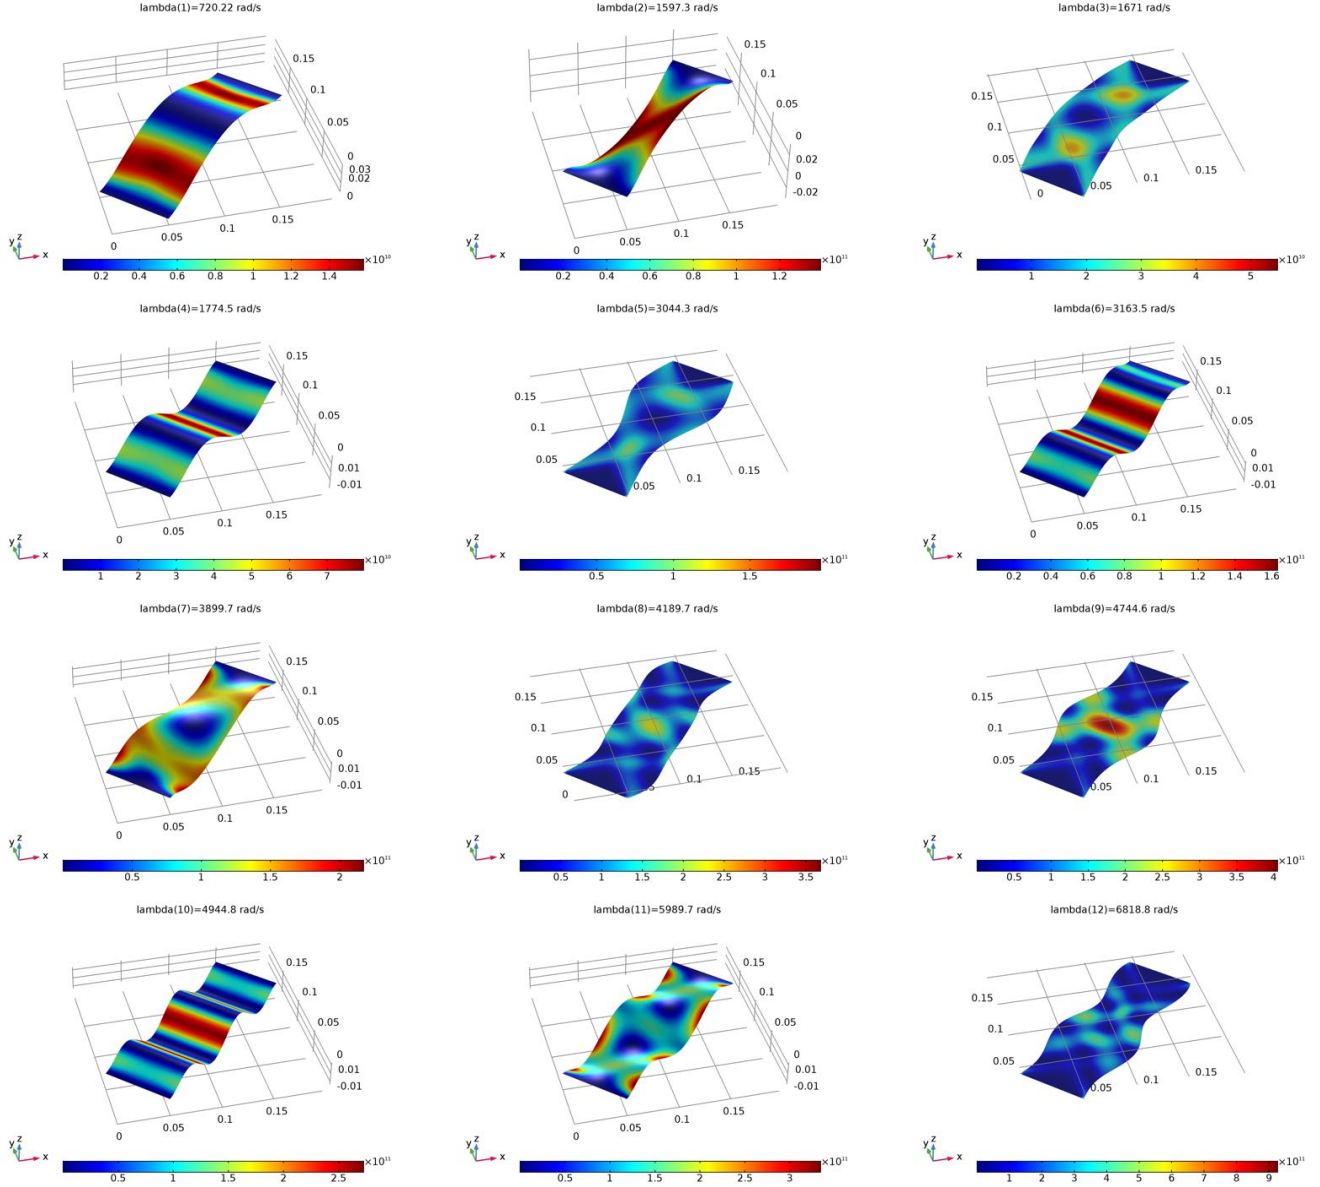 lambda(1)=720.22 rad/s
0.15
0.1
0.05
0
0.03
0.02
0
0 0.05 0.1 0.15
y z x
0.2 0.4 0.6 0.8 1 1.2 1.4 ×10¹⁰
lambda(2)=1597.3 rad/s
0.15
0.1
0.05
0
0.02
0
-0.02
0 0.05 0.1 0.15
y z x
0.2 0.4 0.6 0.8 1 1.2 ×10¹¹
lambda(3)=1671 rad/s
0.15
0.1
0.05
0 0.05 0.1 0.15
y z x
1 2 3 4 5 ×10¹⁰
lambda(4)=1774.5 rad/s
0.15
0.1
0.05
0
0.01
-0.01
0 0.05 0.1 0.15
y z x
1 2 3 4 5 6 7 ×10¹⁰
lambda(5)=3044.3 rad/s
0.15
0.1
0.05
0.05 0.1 0.15
y z x
0.5 1 1.5 ×10¹¹
lambda(6)=3163.5 rad/s
0.15
0.1
0.05
0
0.01
-0.01
0 0.05 0.1 0.15
y z x
0.2 0.4 0.6 0.8 1 1.2 1.4 1.6 ×10¹¹
lambda(7)=3899.7 rad/s
0.15
0.1
0.05
0
0.01
-0.01
0 0.05 0.1 0.15
y z x
0.5 1 1.5 2 ×10¹¹
lambda(8)=4189.7 rad/s
0.15
0.1
0.05
0 0.1 0.15
y z x
0.5 1 1.5 2 2.5 3 3.5 ×10¹¹
lambda(9)=4744.6 rad/s
0.15
0.1
0.05
0.05 0.1 0.15
y z x
0.5 1 1.5 2 2.5 3 3.5 4 ×10¹¹
lambda(10)=4944.8 rad/s
0.15
0.1
0.05
0
0.01
-0.01
0 0.05 0.1 0.15
y z x
0.5 1 1.5 2 2.5 ×10¹¹
lambda(11)=5989.7 rad/s
0.15
0.1
0.05
0
0.01
-0.01
0 0.05 0.1 0.15
y z x
0.5 1 1.5 2 2.5 3 ×10¹¹
lambda(12)=6818.8 rad/s
0.15
0.1
0.05
0.05 0.1 0.15
y z x
1 2 3 4 5 6 7 8 9 ×10¹¹